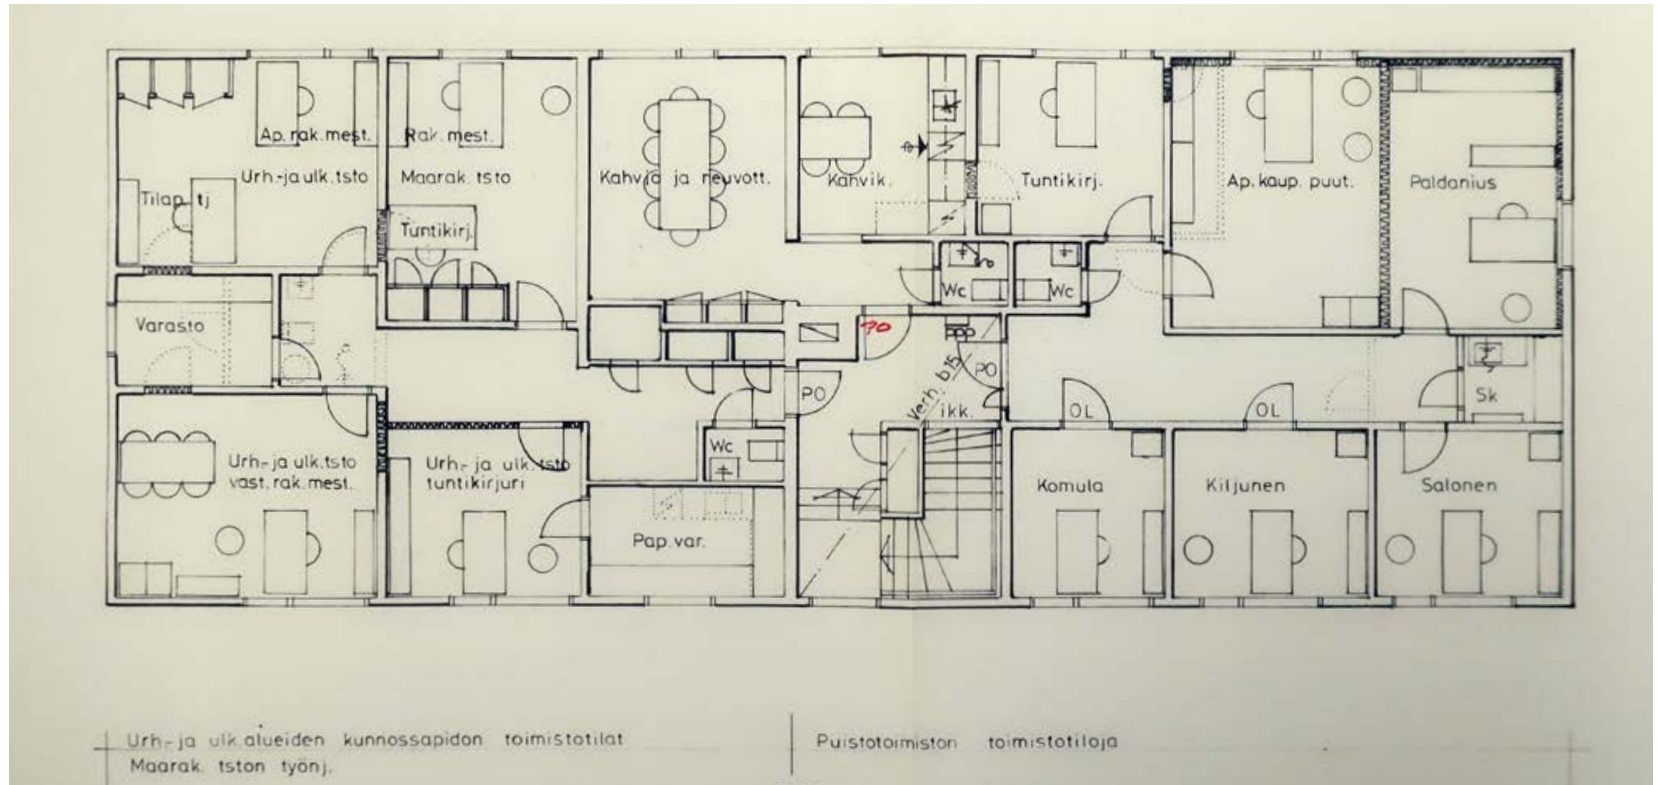 Ap. rak. mest.
Urh.-ja ulk. tsto
Tilap. tj
Rak. mest.
Maarak. tsto
Tuntikirj.
Kahvio ja neuvott.
Kahvik.
Tuntikirj.
Ap. kaup. puut.
Paldanius
Wc
Wc
Varasto
PO
PO
PO
Verh. b 15
ikk.
OL
OL
Sk
Urh.- ja ulk. tsto
vast. rak. mest.
Urh.- ja ulk. tsto
tuntikirjuri
Wc
Pap. var.
Komula
Kiljunen
Salonen
Urh.- ja ulk. alueiden kunnossapidon toimistotilat
Maarak. tston työnj.
Puistotoimiston toimistotiloja